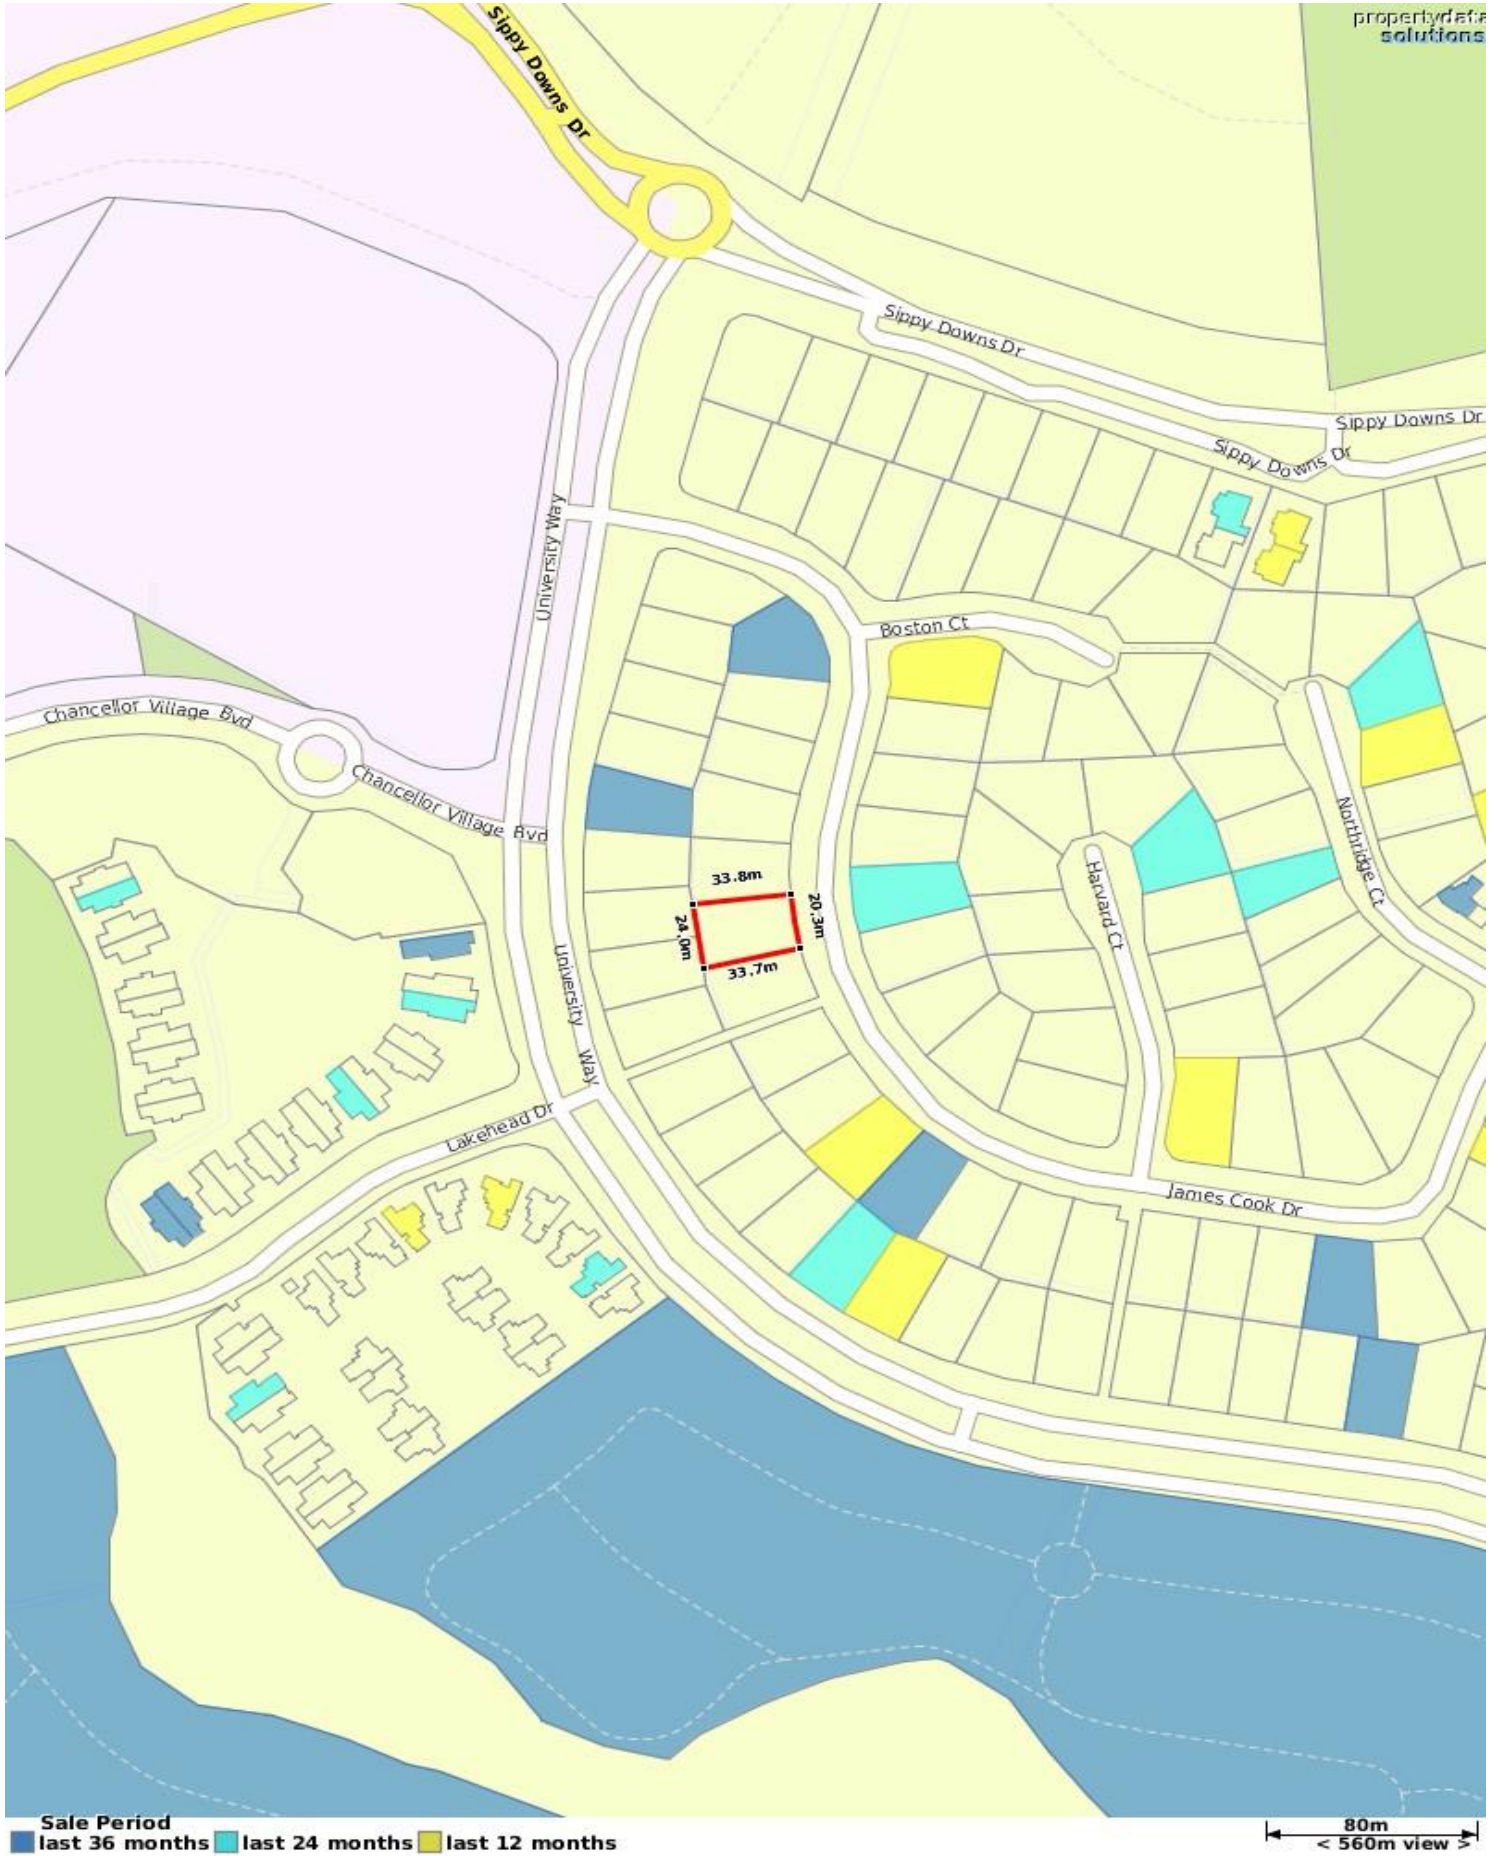 propertydata
solutions
Sippy Downs Dr
Sippy Downs Dr
Sippy Downs Dr
Sippy Downs Dr
University Way
Boston Ct
Chancellor Village Bvd
Chancellor Village Bvd
Northridge Ct
Harvard Ct
33.8m
20.3m
24.0m
33.7m
University Way
Lakehead Dr
James Cook Dr
Sale Period
last 36 months last 24 months last 12 months
80m
< 560m view >